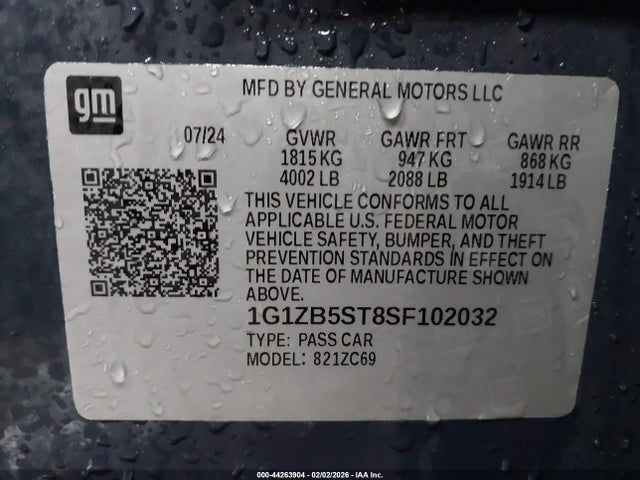 gm
MFD BY GENERAL MOTORS LLC
07/24 GVWR GAWR FRT GAWR RR
1815 KG 947 KG 868 KG
4002 LB 2088 LB 1914 LB
THIS VEHICLE CONFORMS TO ALL
APPLICABLE U.S. FEDERAL MOTOR
VEHICLE SAFETY, BUMPER, AND THEFT
PREVENTION STANDARDS IN EFFECT ON
THE DATE OF MANUFACTURE SHOWN
ABOVE.
1G1ZB5ST8SF102032
TYPE: PASS CAR
MODEL: 821ZC69
000-44263904 - 02/02/2026 - IAA Inc.